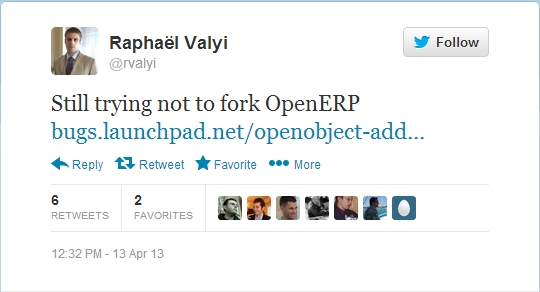 Raphaël Valyi
@rvalyi
Follow
Still trying not to fork OpenERP
bugs.launchpad.net/openobject-add...
Reply Retweet Favorite More
6 2
RETWEETS FAVORITES
12:32 PM - 13 Apr 13